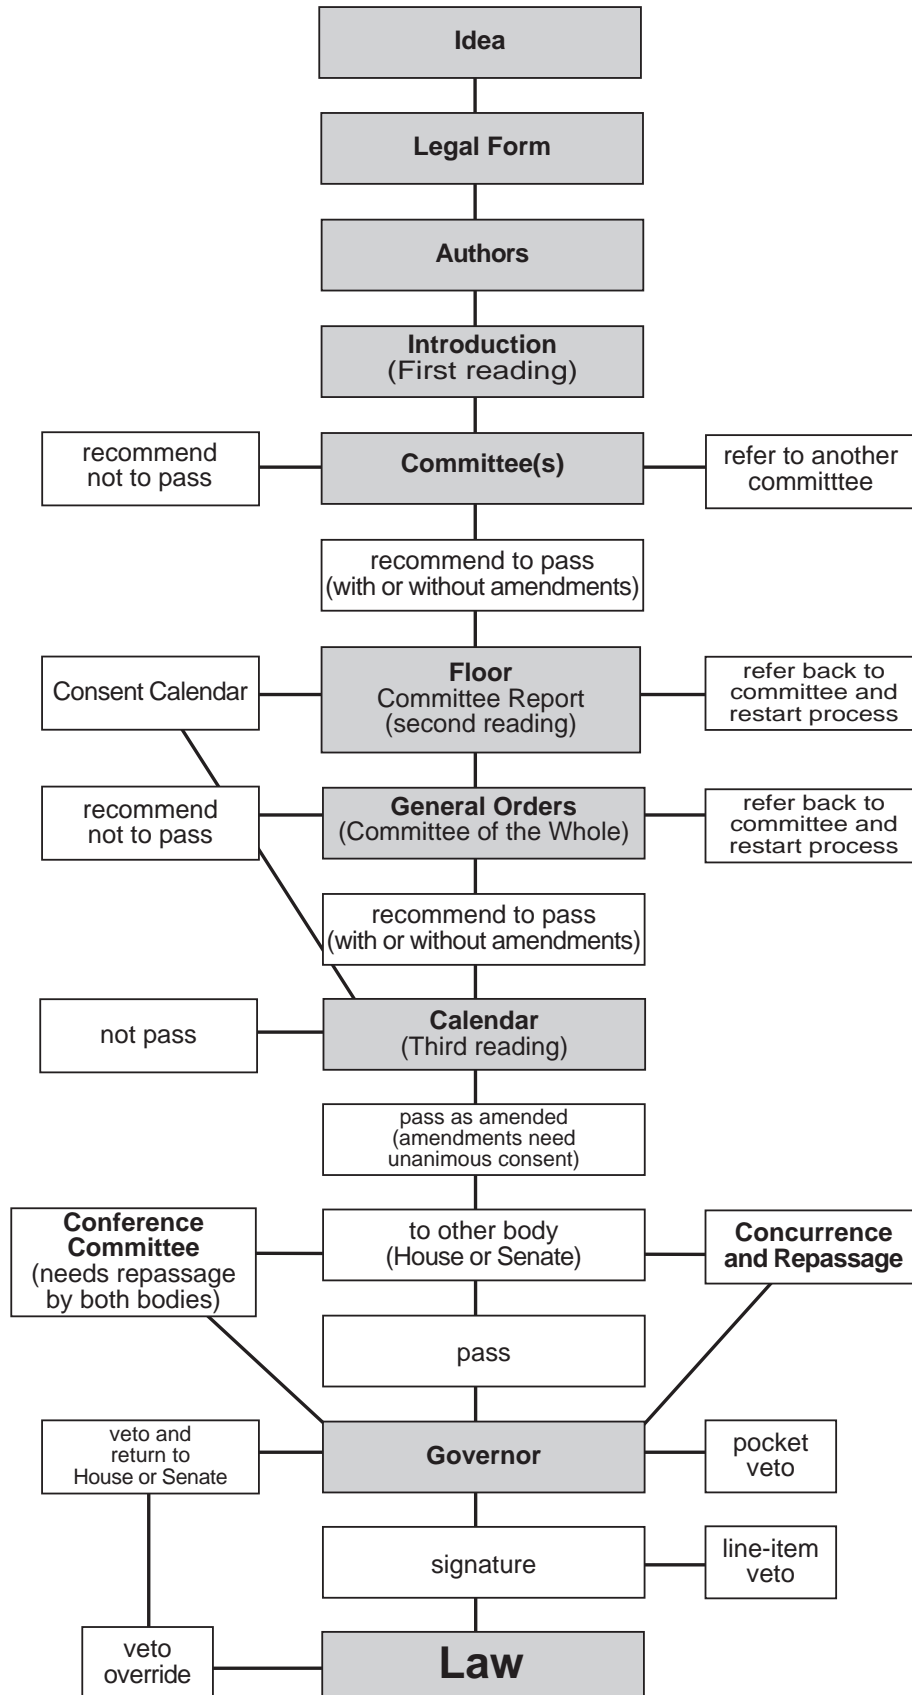 Idea
Legal Form
Authors
Introduction
(First reading)
recommend
not to pass
Committee(s)
refer to another
committtee
recommend to pass
(with or without amendments)
Consent Calendar
Floor
Committee Report
(second reading)
refer back to
committee and
restart process
recommend
not to pass
General Orders
(Committee of the Whole)
refer back to
committee and
restart process
recommend to pass
(with or without amendments)
not pass
Calendar
(Third reading)
pass as amended
(amendments need
unanimous consent)
Conference
Committee
(needs repassage
by both bodies)
to other body
(House or Senate)
Concurrence
and Repassage
pass
veto and
return to
House or Senate
Governor
pocket
veto
signature
line-item
veto
veto
override
Law